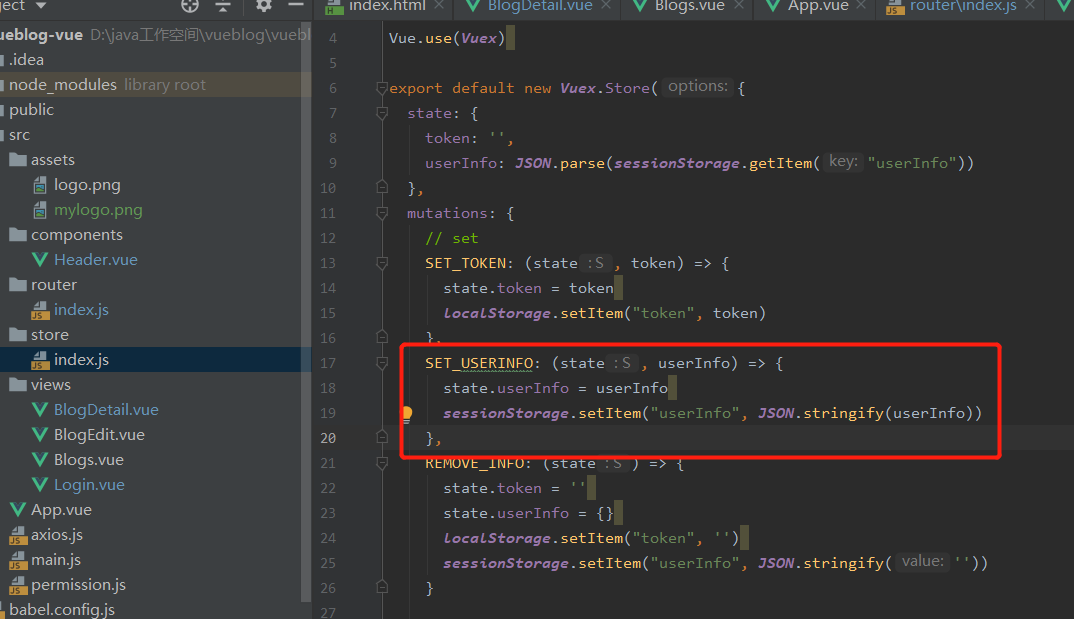 ject
index.html
BlogDetail.vue
Blogs.vue
App.vue
router\index.js
ueblog-vue D:\java工作空间\vueblog\vuebl
.idea
node_modules library root
public
src
assets
logo.png
mylogo.png
components
Header.vue
router
index.js
store
index.js
views
BlogDetail.vue
BlogEdit.vue
Blogs.vue
Login.vue
App.vue
axios.js
main.js
permission.js
babel.config.js
4 Vue.use(Vuex)
5
6 export default new Vuex.Store( options: {
7 state: {
8 token: '',
9 userInfo: JSON.parse(sessionStorage.getItem( key: "userInfo"))
10 },
11 mutations: {
12 // set
13 SET_TOKEN: (state :S , token) => {
14 state.token = token
15 localStorage.setItem("token", token)
16 },
17 SET_USERINFO: (state :S , userInfo) => {
18 state.userInfo = userInfo
19 sessionStorage.setItem("userInfo", JSON.stringify(userInfo))
20 },
21 REMOVE_INFO: (state :S ) => {
22 state.token = ''
23 state.userInfo = {}
24 localStorage.setItem("token", '')
25 sessionStorage.setItem("userInfo", JSON.stringify( value: ''))
26 }
27